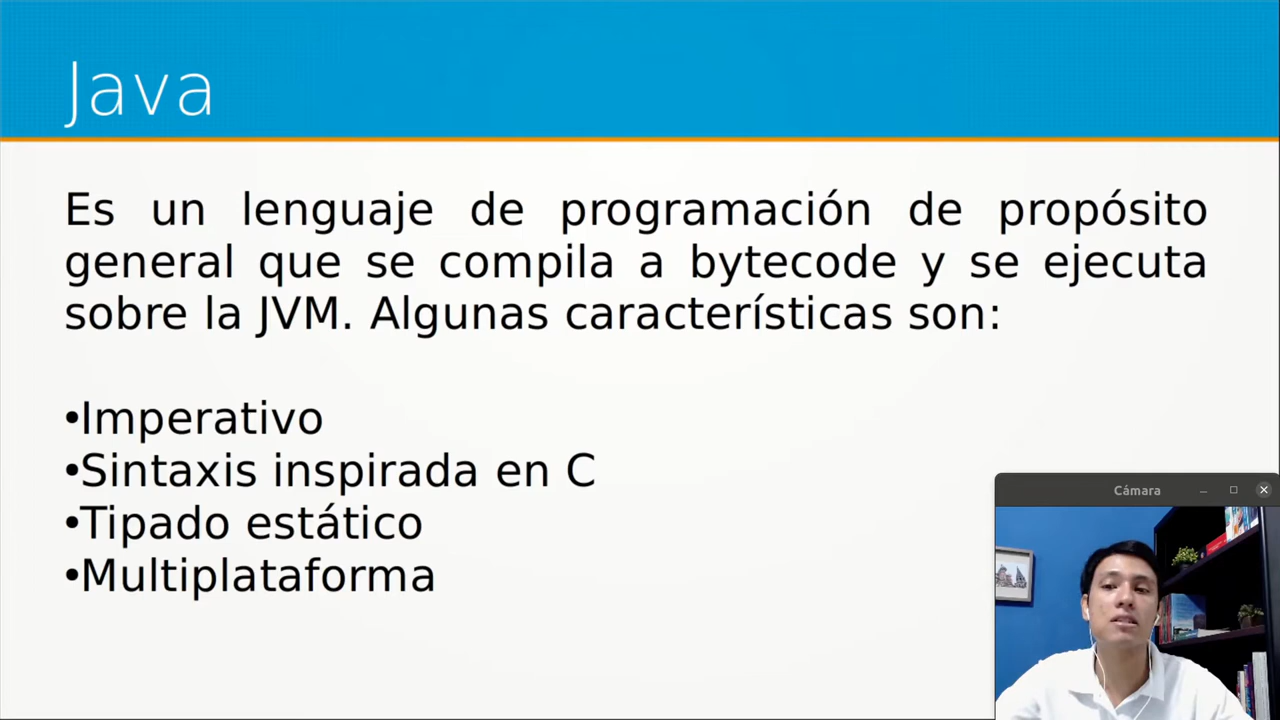 Java
Es un lenguaje de programación de propósito
general que se compila a bytecode y se ejecuta
sobre la JVM. Algunas características son:
•Imperativo
•Sintaxis inspirada en C
•Tipado estático
•Multiplataforma
Cámara